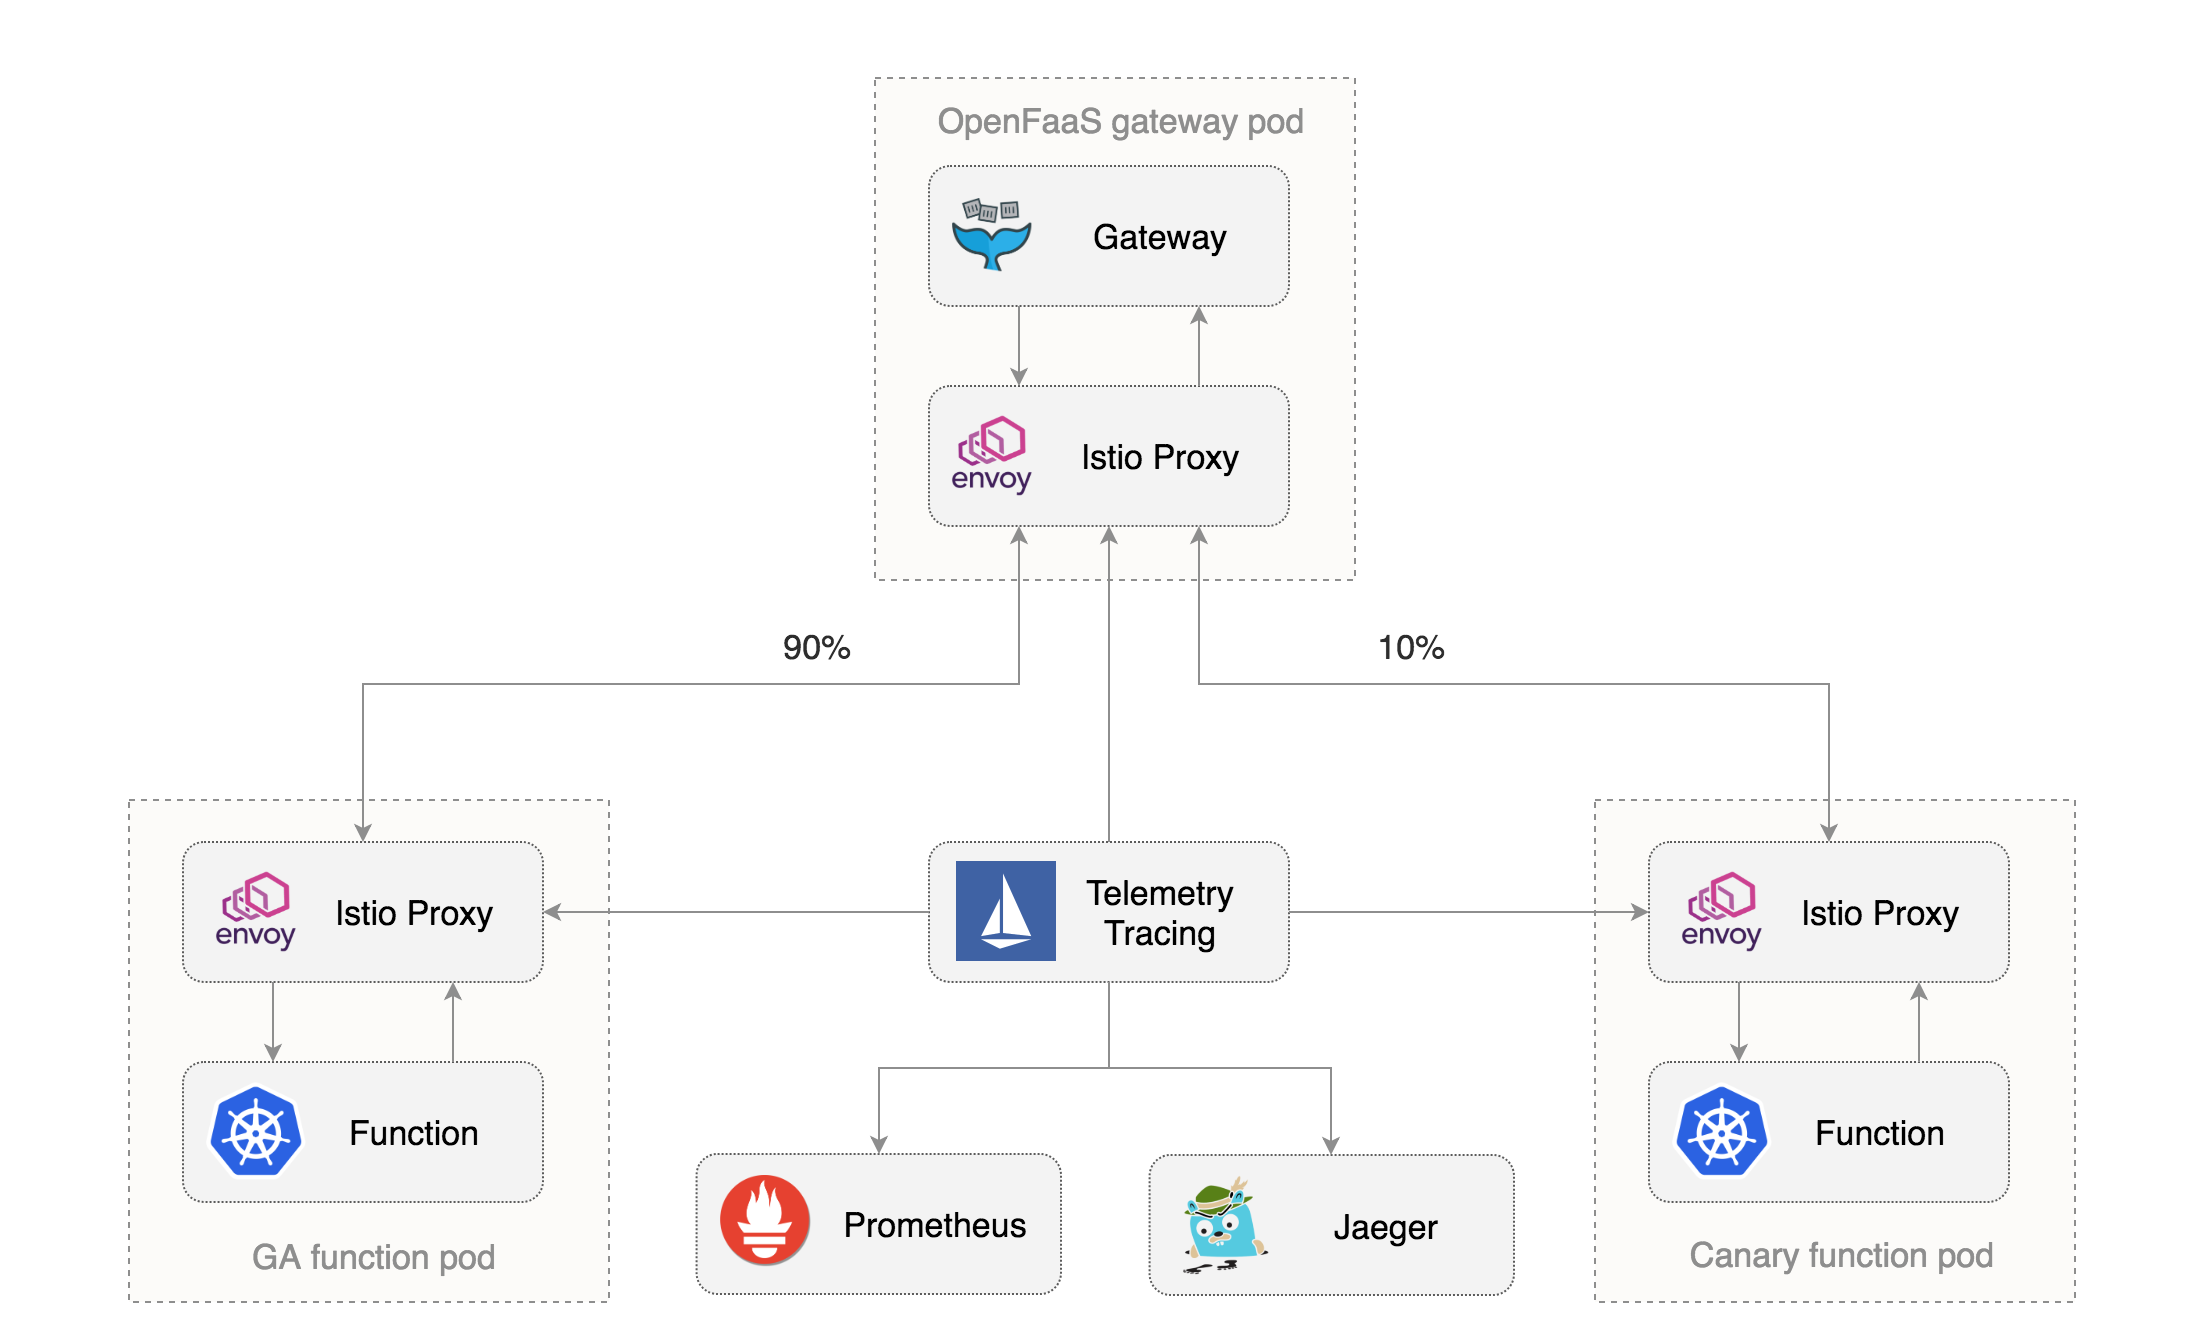 OpenFaaS gateway pod
Gateway
envoy
Istio Proxy
90%
10%
envoy
Istio Proxy
Telemetry
Tracing
envoy
Istio Proxy
Function
Function
Prometheus
Jaeger
GA function pod
Canary function pod